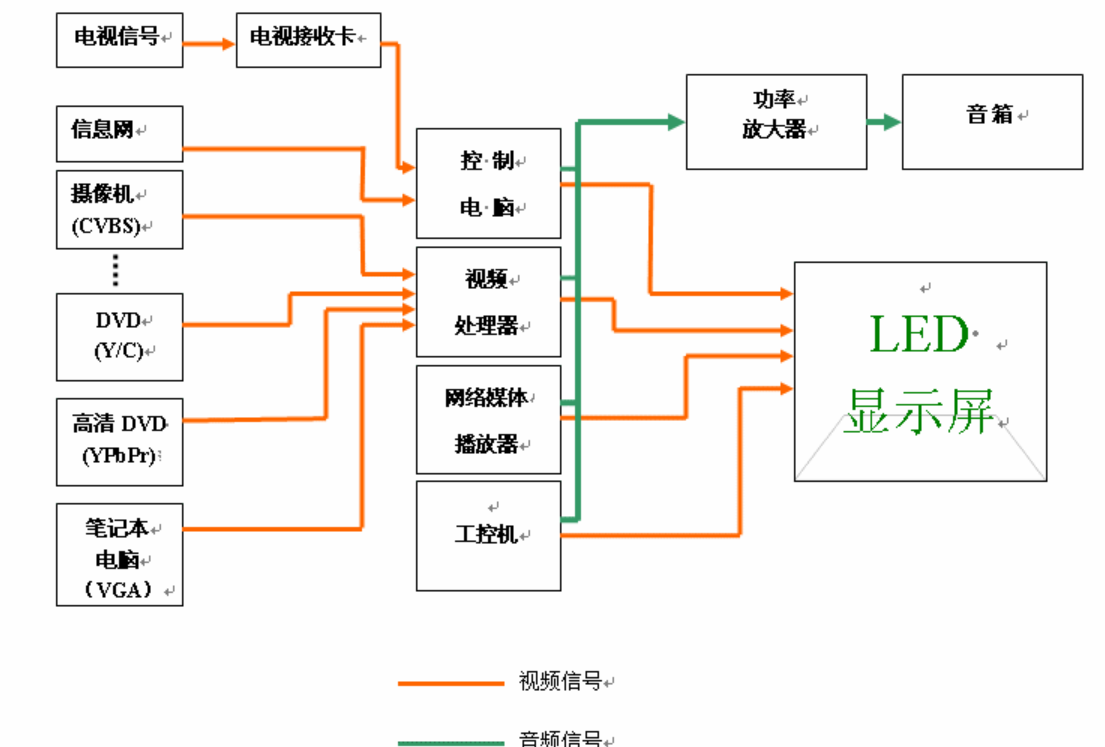 电视信号
电视接收卡
信息网
摄像机
(CVBS)
DVD
(Y/C)
高清 DVD
(YPbPr)
笔记本
电脑
（VGA）
控 制
电 脑
视频
处理器
网络媒体
播放器
工控机
功率
放大器
音箱
LED
显示屏
视频信号
音频信号